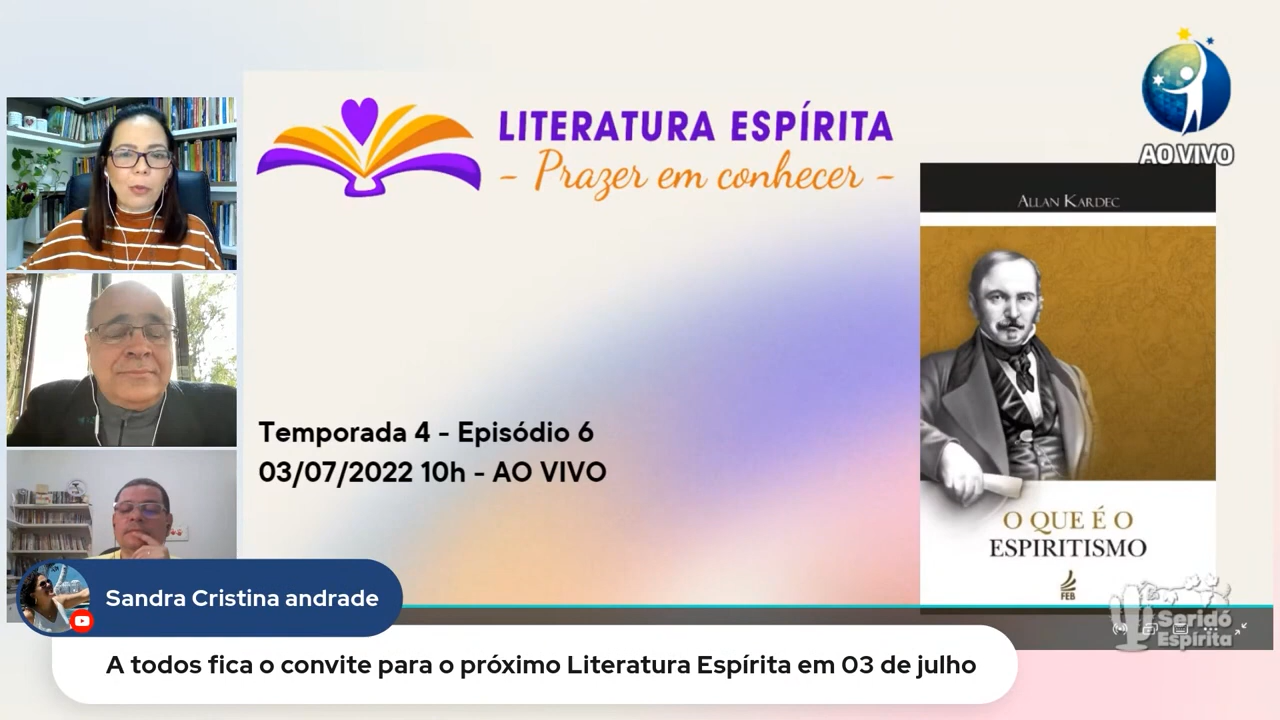 LITERATURA ESPÍRITA
- Prazer em conhecer -
AO VIVO
ALLAN KARDEC
O QUE É O
ESPIRITISMO
FEB
Temporada 4 - Episódio 6
03/07/2022 10h - AO VIVO
Seridó
Espírita
Sandra Cristina andrade
A todos fica o convite para o próximo Literatura Espírita em 03 de julho